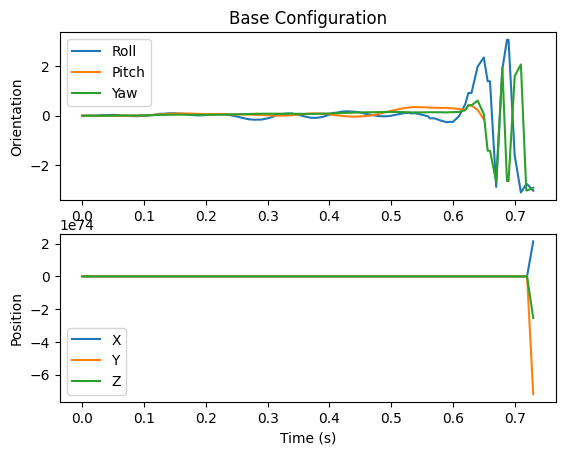 Base Configuration
Orientation
2
0
−2
Roll
Pitch
Yaw
0.0 0.1 0.2 0.3 0.4 0.5 0.6 0.7
1e74
Position
2
0
−2
−4
−6
X
Y
Z
0.0 0.1 0.2 0.3 0.4 0.5 0.6 0.7
Time (s)